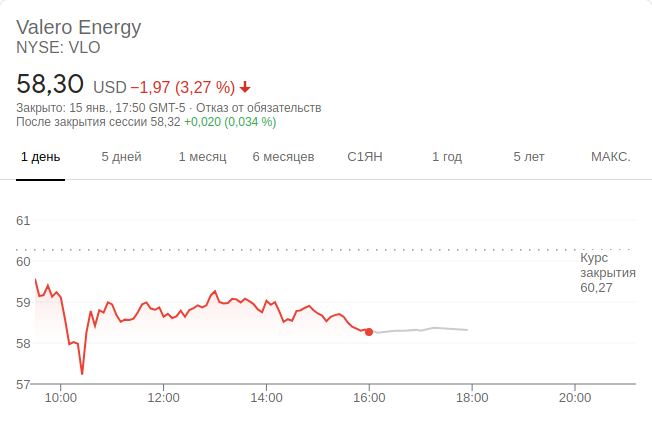 Valero Energy
NYSE: VLO
58,30 USD −1,97 (3,27 %)
Закрыто: 15 янв., 17:50 GMT-5 · Отказ от обязательств
После закрытия сессии 58,32 +0,020 (0,034 %)
1 день 5 дней 1 месяц 6 месяцев С1ЯН 1 год 5 лет МАКС.
61
60
59
58
57
Курс
закрытия
60,27
10:00 12:00 14:00 16:00 18:00 20:00